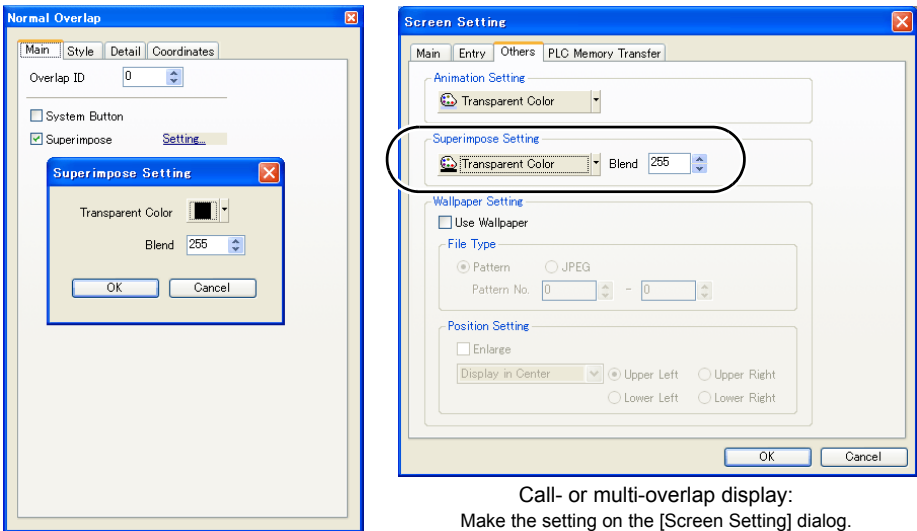 Normal Overlap
Main Style Detail Coordinates
Overlap ID 0
System Button
Superimpose Setting...
Superimpose Setting
Transparent Color
Blend 255
OK Cancel
Screen Setting
Main Entry Others PLC Memory Transfer
Animation Setting
Transparent Color
Superimpose Setting
Transparent Color Blend 255
Wallpaper Setting
Use Wallpaper
File Type
Pattern JPEG
Pattern No. 0 - 0
Position Setting
Enlarge
Display in Center Upper Left Upper Right
Lower Left Lower Right
OK Cancel
Call- or multi-overlap display:
Make the setting on the [Screen Setting] dialog.